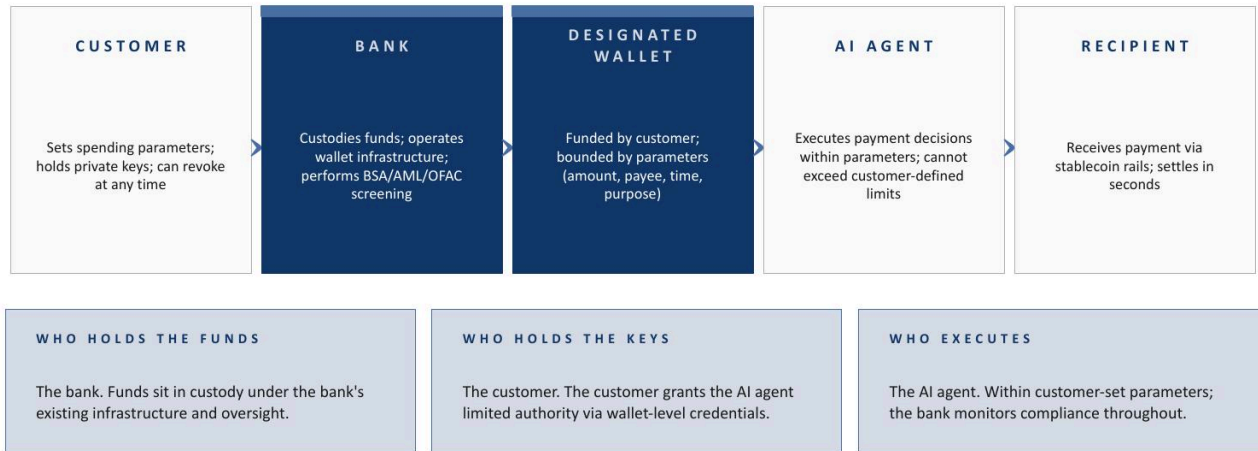 CUSTOMER
Sets spending parameters;
holds private keys; can revoke
at any time
BANK
Custodies funds; operates
wallet infrastructure;
performs BSA/AML/OFAC
screening
DESIGNATED
WALLET
Funded by customer;
bounded by parameters
(amount, payee, time,
purpose)
AI AGENT
Executes payment decisions
within parameters; cannot
exceed customer-defined
limits
RECIPIENT
Receives payment via
stablecoin rails; settles in
seconds
WHO HOLDS THE FUNDS
The bank. Funds sit in custody under the bank's
existing infrastructure and oversight.
WHO HOLDS THE KEYS
The customer. The customer grants the AI agent
limited authority via wallet-level credentials.
WHO EXECUTES
The AI agent. Within customer-set parameters;
the bank monitors compliance throughout.